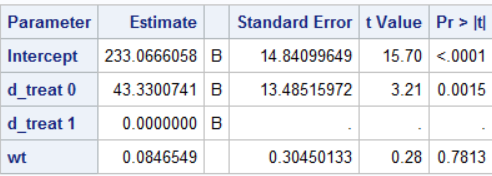 Parameter Estimate Standard Error t Value Pr > |t|
Intercept 233.0666058 B 14.84099649 15.70 <.0001
d_treat 0 43.3300741 B 13.48515972 3.21 0.0015
d_treat 1 0.0000000 B . . .
wt 0.0846549 0.30450133 0.28 0.7813